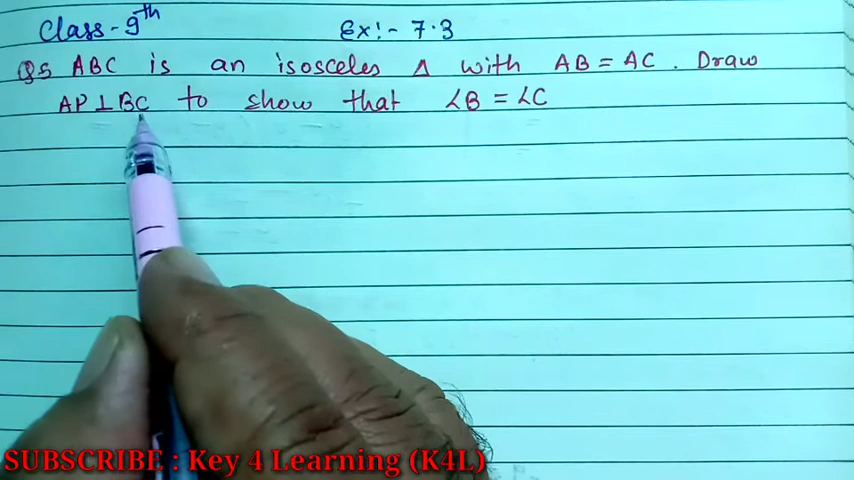 Class-9th Ex:- 7.3
Q5 ABC is an isosceles Δ with AB = AC. Draw
AP⊥BC to show that ∠B = ∠C
SUBSCRIBE : Key 4 Learning (K4L)